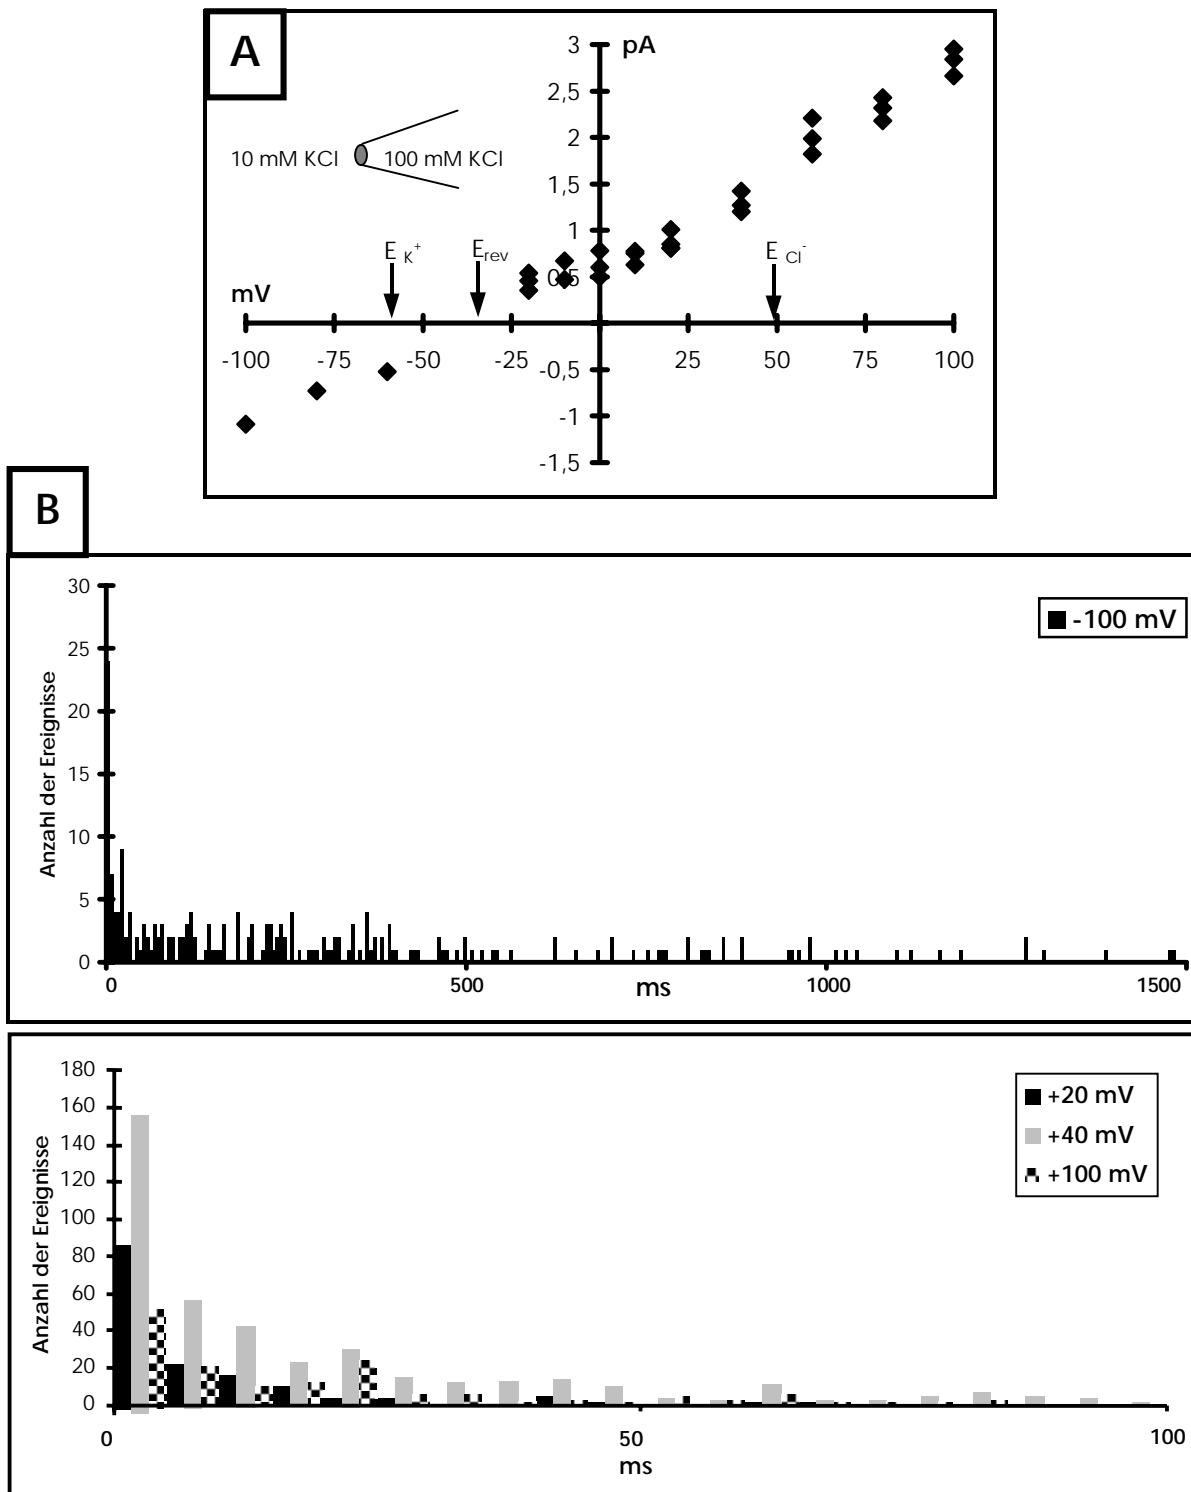 A
pA
3
2,5
2
1,5
1
0,5
-0,5
-1
-1,5
10 mM KCl
100 mM KCl
E K+
Erev
E Cl-
mV
-100 -75 -50 -25 25 50 75 100
B
-100 mV
Anzahl der Ereignisse
30
25
20
15
10
5
0
0 500 1000 1500
ms
+20 mV
+40 mV
+100 mV
Anzahl der Ereignisse
180
160
140
120
100
80
60
40
20
0
0 50 100
ms